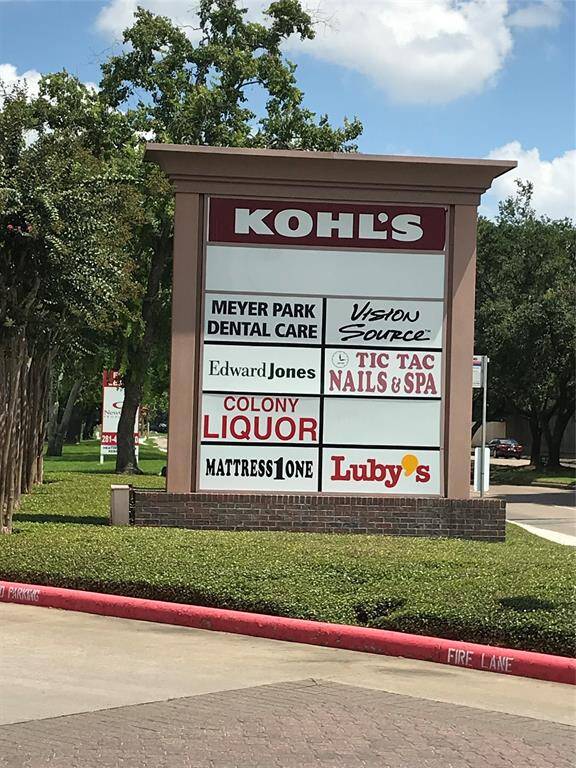 KOHL'S
MEYER PARK
DENTAL CARE
VISION
SOURCE
Edward Jones
TIC TAC
NAILS & SPA
COLONY
LIQUOR
MATTRESS1ONE
Luby's
PARKING
FIRE LANE